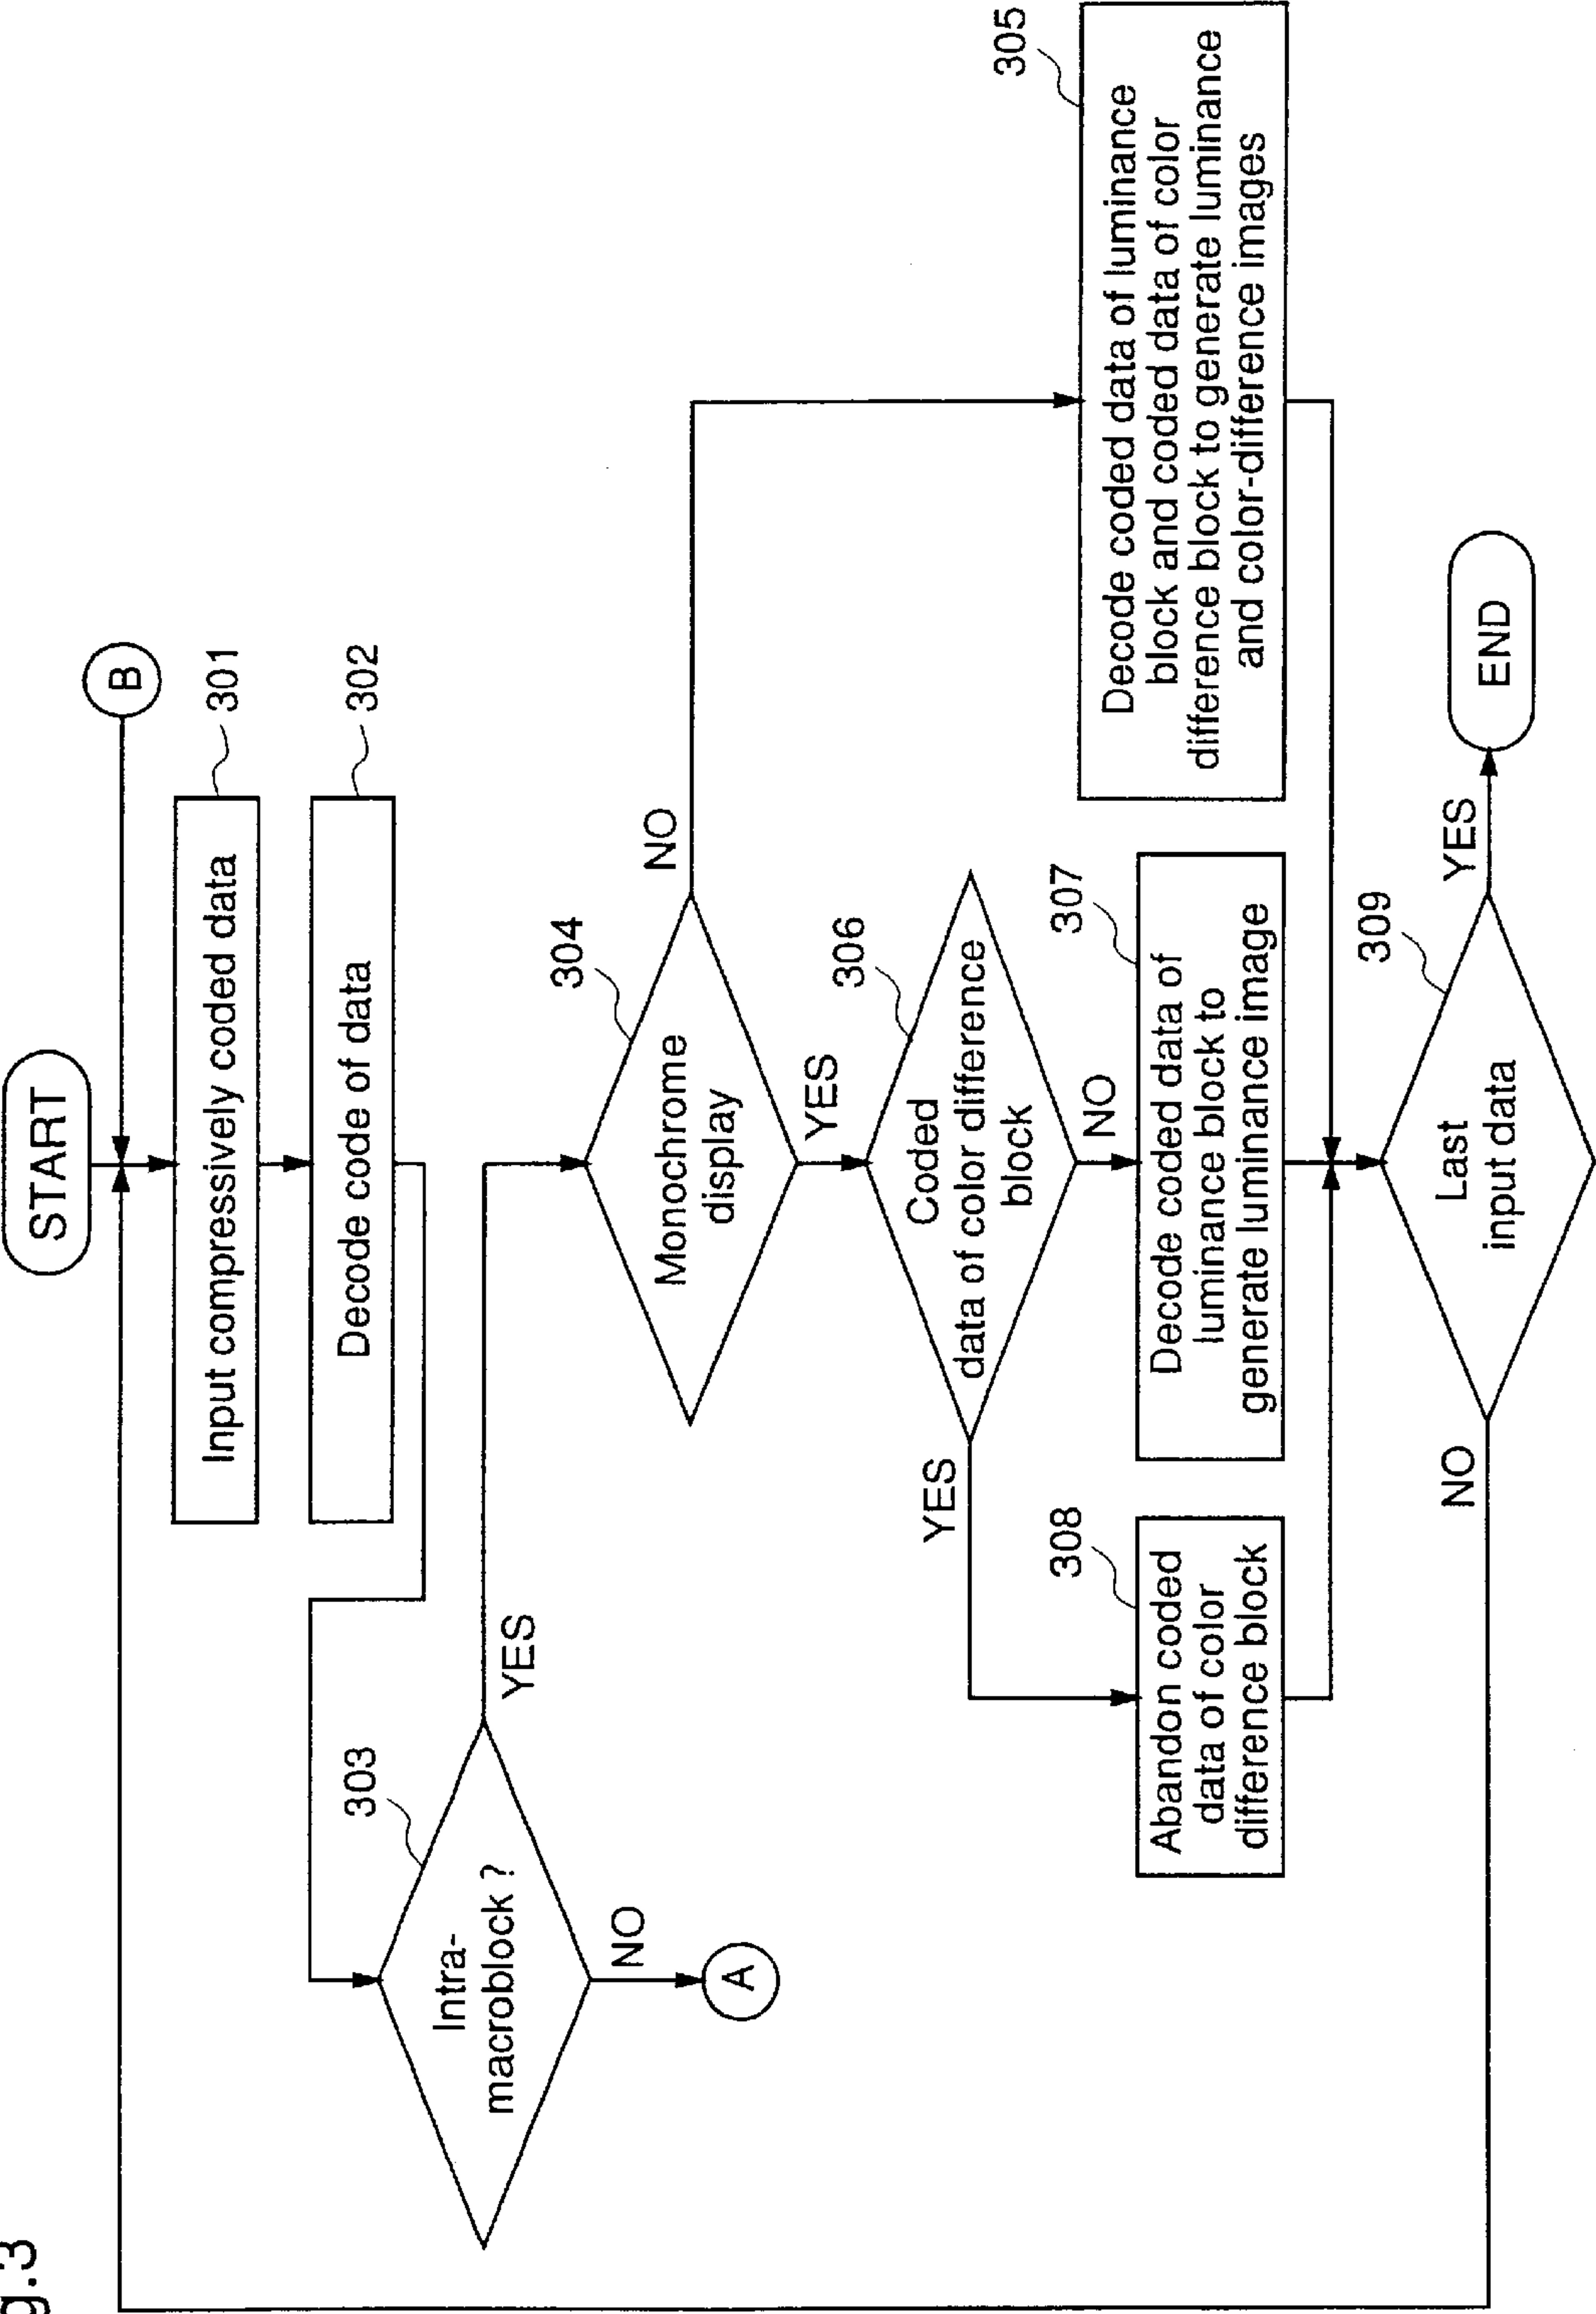 g.3
START
B
Input compressively coded data
301
Decode code of data
302
303
Intra-
macroblock ?
YES
NO
A
304
Monochrome
display
NO
YES
306
Coded
data of color difference
block
YES
NO
308
Abandon coded
data of color
difference block
307
Decode coded data of
luminance block to
generate luminance image
305
Decode coded data of luminance
block and coded data of color
difference block to generate luminance
and color-difference images
309
Last
input data
NO
YES
END